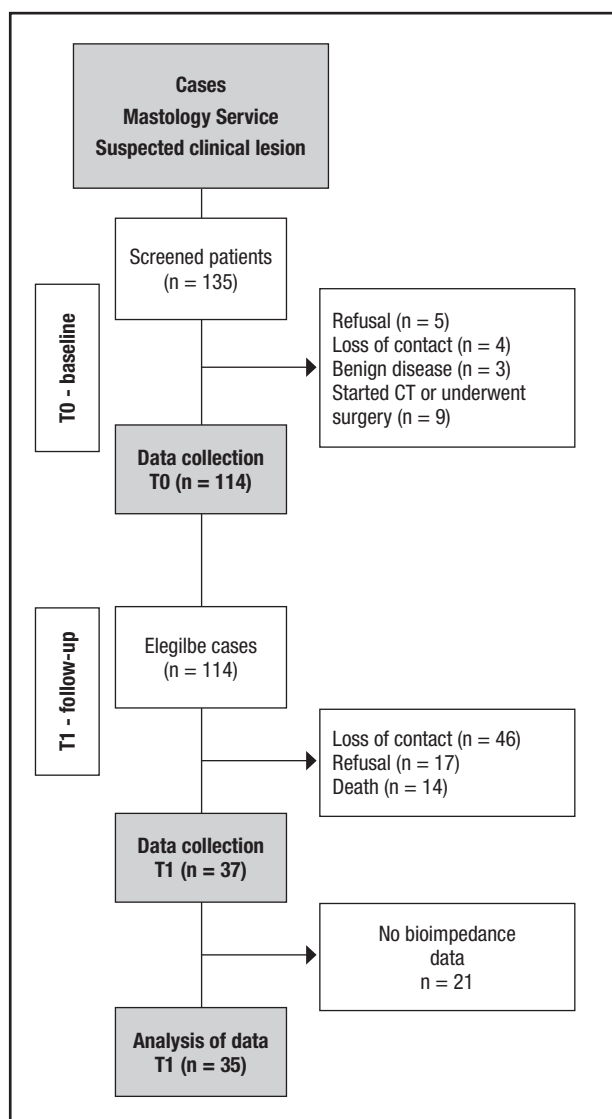 Cases
Mastology Service
Suspected clinical lesion
Screened patients
(n = 135)
T0 - baseline
Refusal (n = 5)
Loss of contact (n = 4)
Benign disease (n = 3)
Started CT or underwent
surgery (n = 9)
Data collection
T0 (n = 114)
T1 - follow-up
Elegilbe cases
(n = 114)
Loss of contact (n = 46)
Refusal (n = 17)
Death (n = 14)
Data collection
T1 (n = 37)
No bioimpedance
data
n = 21
Analysis of data
T1 (n = 35)